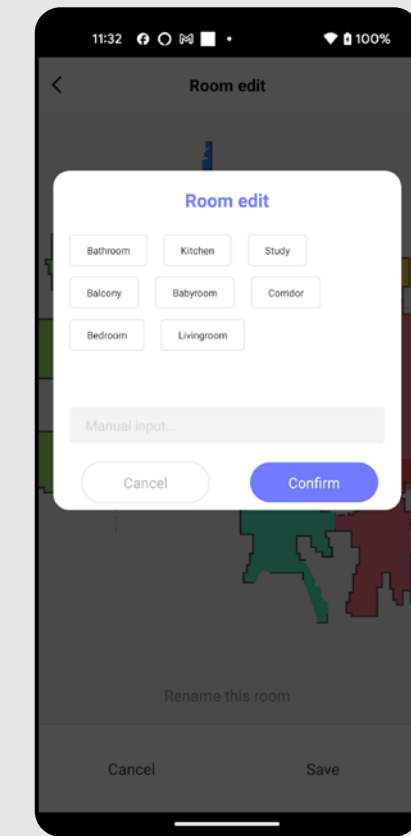 11:32 100%
Room edit
Room edit
Bathroom Kitchen Study
Balcony Babyroom Corridor
Bedroom Livingroom
Manual input...
Cancel Confirm
Rename this room
Cancel Save